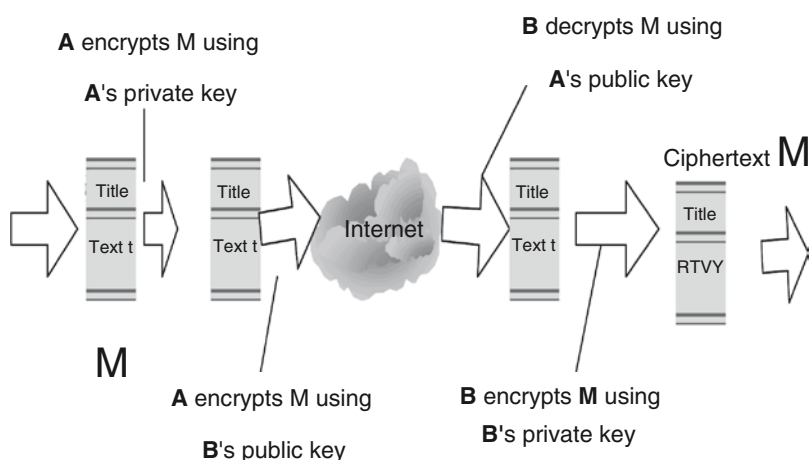 A encrypts M using
A's private key
B decrypts M using
A's public key
Ciphertext M
Title
Text t
Title
Text t
Internet
Title
Text t
Title
RTVY
M
A encrypts M using
B's public key
B encrypts M using
B's private key